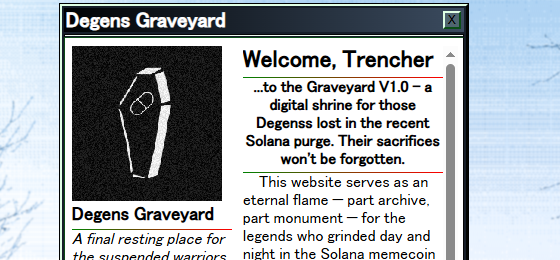 Degens Graveyard
X
Welcome, Trencher
...to the Graveyard V1.0 – a
digital shrine for those
Degenss lost in the recent
Solana purge. Their sacrifices
won't be forgotten.
This website serves as an
eternal flame — part archive,
part monument — for the
legends who grinded day and
night in the Solana memecoin
Degens Graveyard
A final resting place for
the suspended warriors